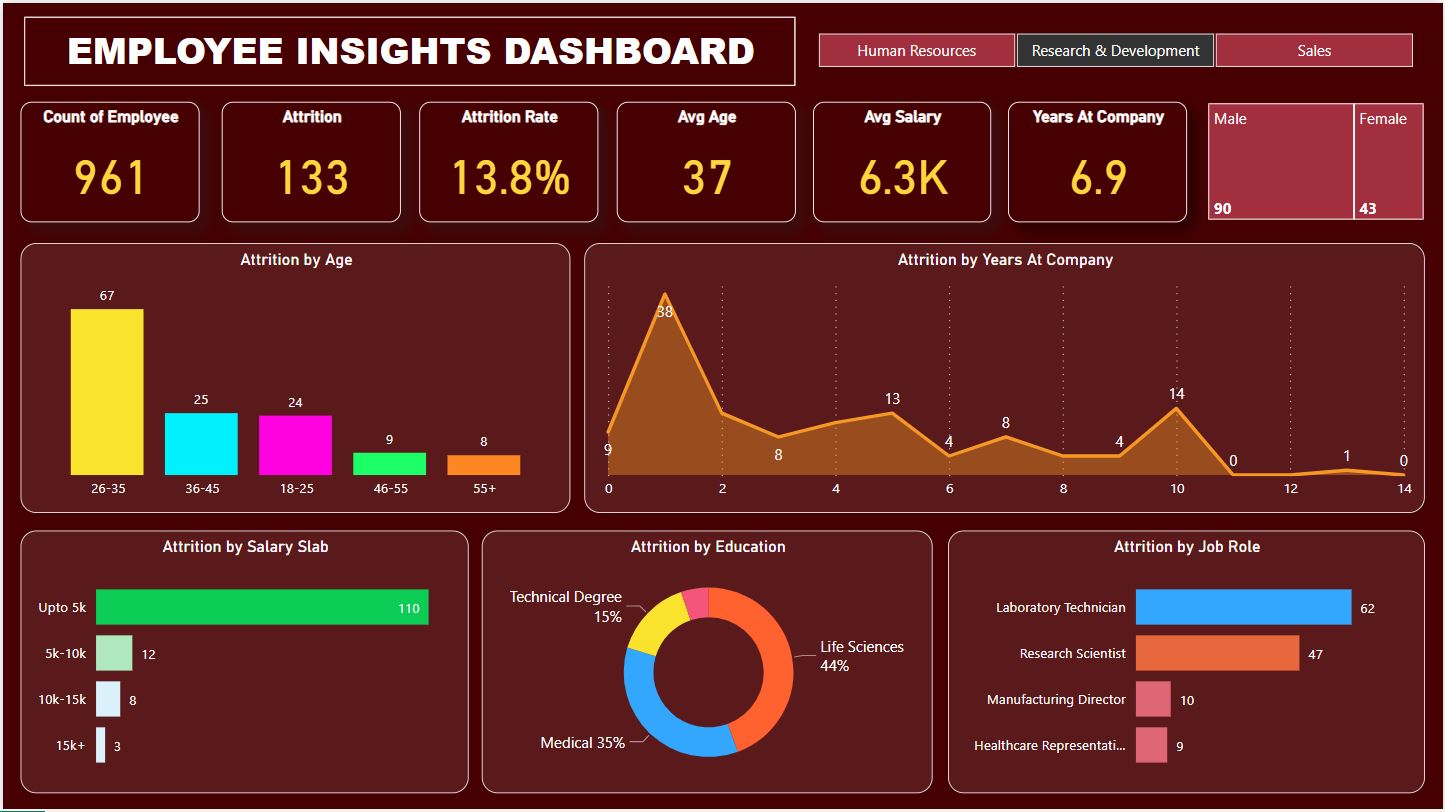 EMPLOYEE INSIGHTS DASHBOARD
Human Resources
Research & Development
Sales
Count of Employee
961
Attrition
133
Attrition Rate
13.8%
Avg Age
37
Avg Salary
6.3K
Years At Company
6.9
Male
90
Female
43
Attrition by Age
67
25
24
9
8
26-35
36-45
18-25
46-55
55+
Attrition by Years At Company
9
38
8
13
4
8
4
14
0
1
0
0
2
4
6
8
10
12
14
Attrition by Salary Slab
Upto 5k
110
5k-10k
12
10k-15k
8
15k+
3
Attrition by Education
Technical Degree
15%
Life Sciences
44%
Medical 35%
Attrition by Job Role
Laboratory Technician
62
Research Scientist
47
Manufacturing Director
10
Healthcare Representati...
9